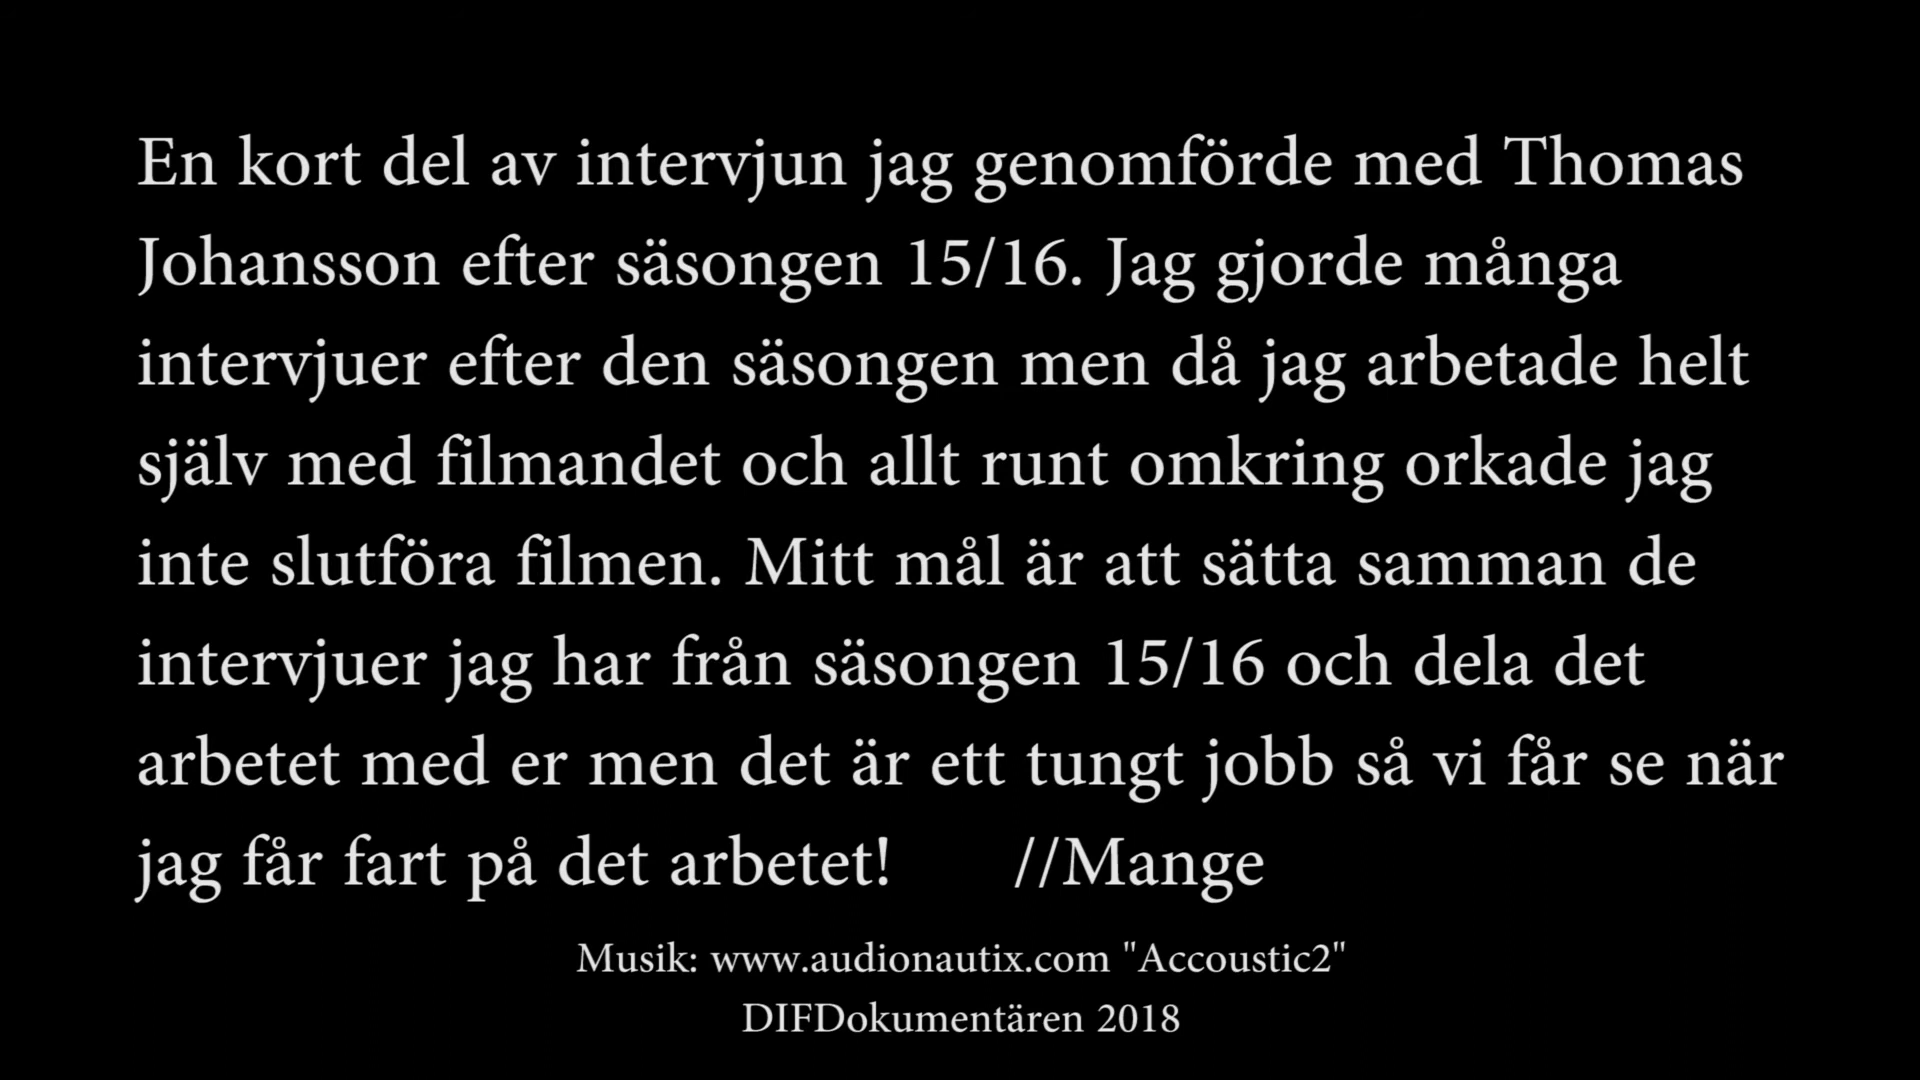 En kort del av intervjun jag genomförde med Thomas
Johansson efter säsongen 15/16. Jag gjorde många
intervjuer efter den säsongen men då jag arbetade helt
själv med filmandet och allt runt omkring orkade jag
inte slutföra filmen. Mitt mål är att sätta samman de
intervjuer jag har från säsongen 15/16 och dela det
arbetet med er men det är ett tungt jobb så vi får se när
jag får fart på det arbetet! //Mange
Musik: www.audionautix.com "Accoustic2"
DIFDokumentären 2018